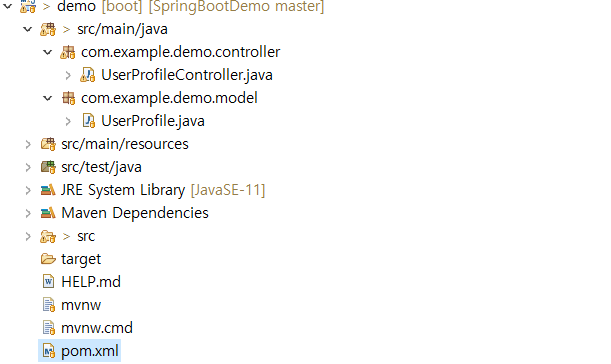 > demo [boot] [SpringBootDemo master]
> src/main/java
com.example.demo.controller
> UserProfileController.java
com.example.demo.model
UserProfile.java
src/main/resources
src/test/java
JRE System Library [JavaSE-11]
Maven Dependencies
> src
target
HELP.md
mvnw
mvnw.cmd
pom.xml